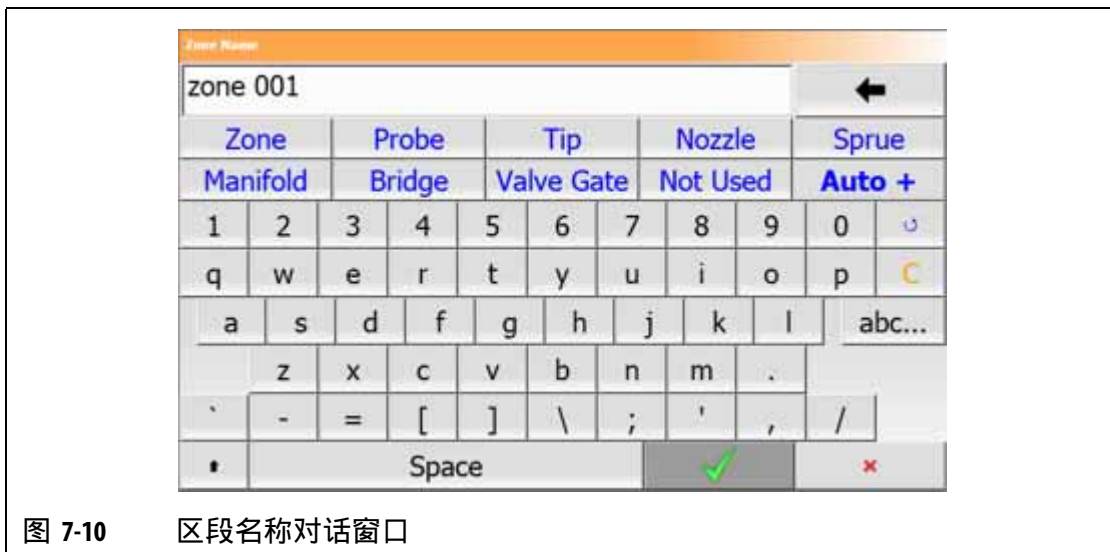 Zone Name
zone 001
Zone Probe Tip Nozzle Sprue
Manifold Bridge Valve Gate Not Used Auto +
1 2 3 4 5 6 7 8 9 0
q w e r t y u i o p C
a s d f g h j k l abc...
z x c v b n m .
` - = [ ] \ ; ' , /
Space
图 7-10 区段名称对话窗口